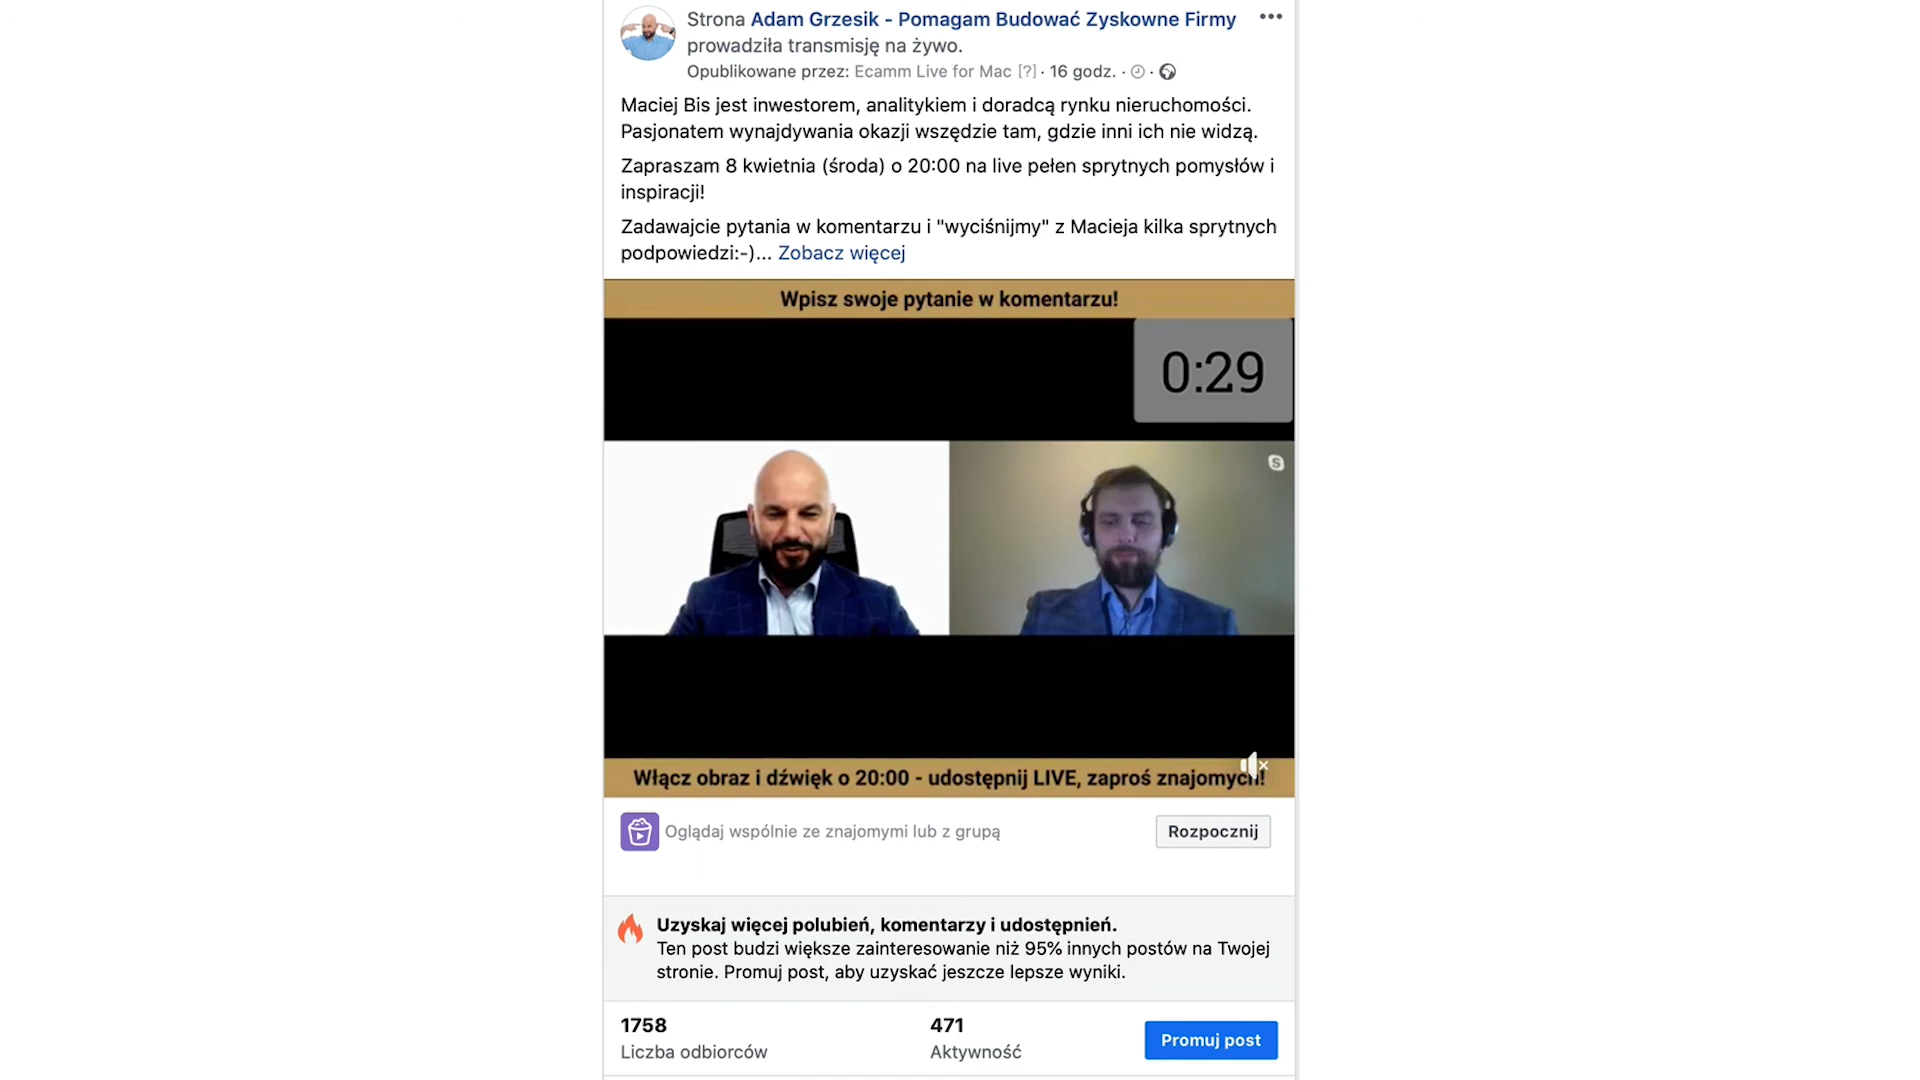 Strona Adam Grzesik - Pomagam Budować Zyskowne Firmy
prowadziła transmisję na żywo.
Opublikowane przez: Ecamm Live for Mac [?] · 16 godz. ·
Maciej Bis jest inwestorem, analitykiem i doradcą rynku nieruchomości.
Pasjonatem wynajdywania okazji wszędzie tam, gdzie inni ich nie widzą.
Zapraszam 8 kwietnia (środa) o 20:00 na live pełen sprytnych pomysłów i
inspiracji!
Zadawajcie pytania w komentarzu i "wyciśnijmy" z Macieja kilka sprytnych
podpowiedzi:-)... Zobacz więcej
Wpisz swoje pytanie w komentarzu!
0:29
Włącz obraz i dźwięk o 20:00 - udostępnij LIVE, zaproś znajomych!
Oglądaj wspólnie ze znajomymi lub z grupą
Rozpocznij
Uzyskaj więcej polubień, komentarzy i udostępnień.
Ten post budzi większe zainteresowanie niż 95% innych postów na Twojej
stronie. Promuj post, aby uzyskać jeszcze lepsze wyniki.
1758
Liczba odbiorców
471
Aktywność
Promuj post